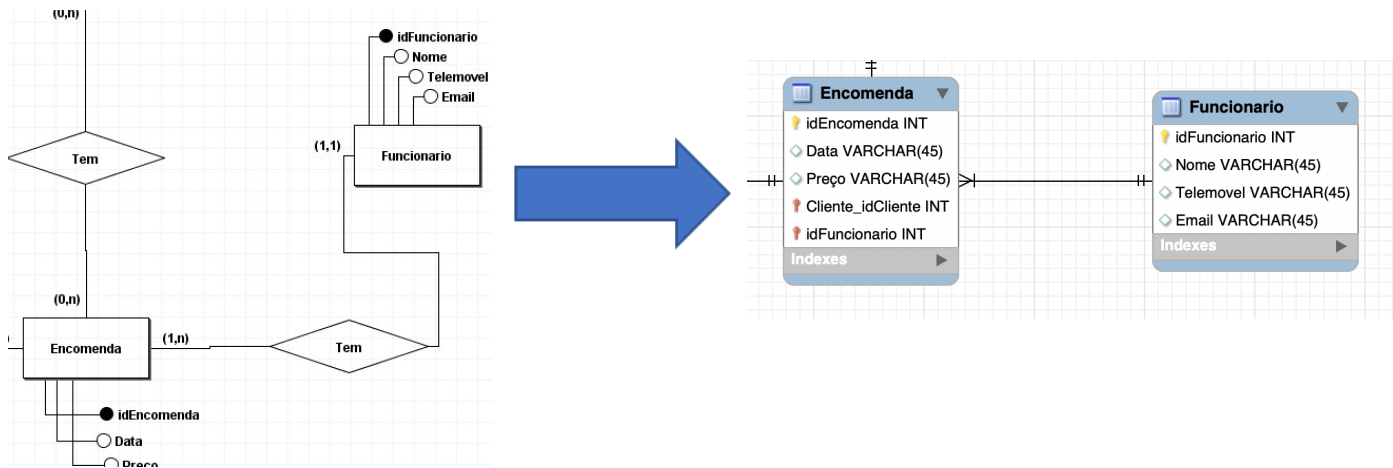 (0,n)
Tem
(0,n)
Encomenda
(1,n)
Tem
(1,1)
idFuncionario
Nome
Telemovel
Email
Funcionario
idEncomenda
Data
Preço
Encomenda
idEncomenda INT
Data VARCHAR(45)
Preço VARCHAR(45)
Cliente_idCliente INT
idFuncionario INT
Indexes
Funcionario
idFuncionario INT
Nome VARCHAR(45)
Telemovel VARCHAR(45)
Email VARCHAR(45)
Indexes